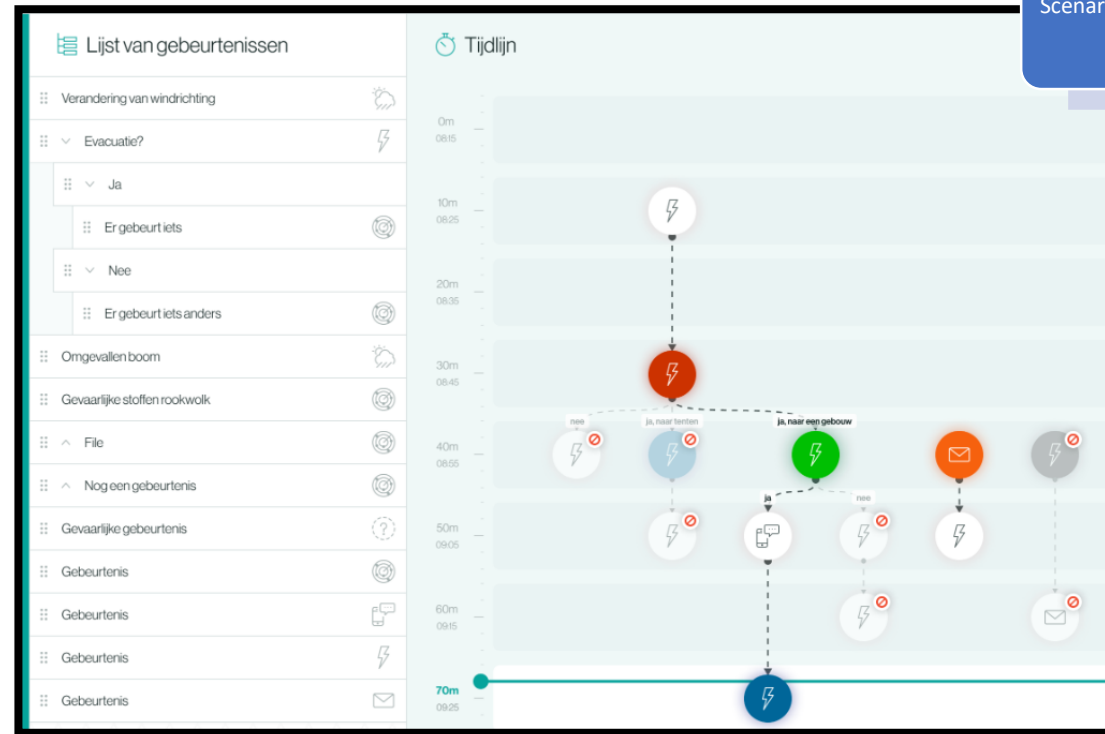 Scenar
Lijst van gebeurtenissen
Verandering van windrichting
Evacuatie?
Ja
Er gebeurt iets
Nee
Er gebeurt iets anders
Omgevallen boom
Gevaarlijke stoffen rookwolk
File
Nog een gebeurtenis
Gevaarlijke gebeurtenis
Gebeurtenis
Gebeurtenis
Gebeurtenis
Gebeurtenis
Tijdlijn
0m
08:15
10m
08:25
20m
08:35
30m
08:45
nee
ja, naar tenten
ja, naar een gebouw
40m
08:55
ja
nee
50m
09:05
60m
09:15
70m
09:25